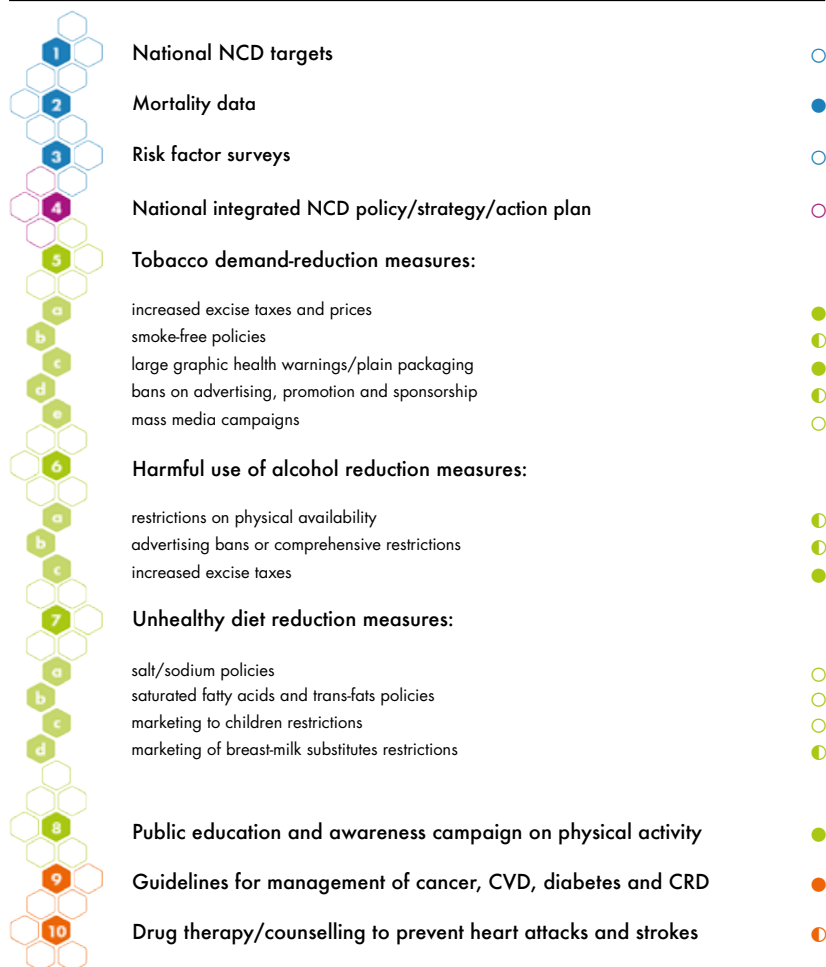 1 National NCD targets
2 Mortality data
3 Risk factor surveys
4 National integrated NCD policy/strategy/action plan
5 Tobacco demand-reduction measures:
a increased excise taxes and prices
b smoke-free policies
c large graphic health warnings/plain packaging
d bans on advertising, promotion and sponsorship
e mass media campaigns
6 Harmful use of alcohol reduction measures:
a restrictions on physical availability
b advertising bans or comprehensive restrictions
c increased excise taxes
7 Unhealthy diet reduction measures:
a salt/sodium policies
b saturated fatty acids and trans-fats policies
c marketing to children restrictions
d marketing of breast-milk substitutes restrictions
8 Public education and awareness campaign on physical activity
9 Guidelines for management of cancer, CVD, diabetes and CRD
10 Drug therapy/counselling to prevent heart attacks and strokes